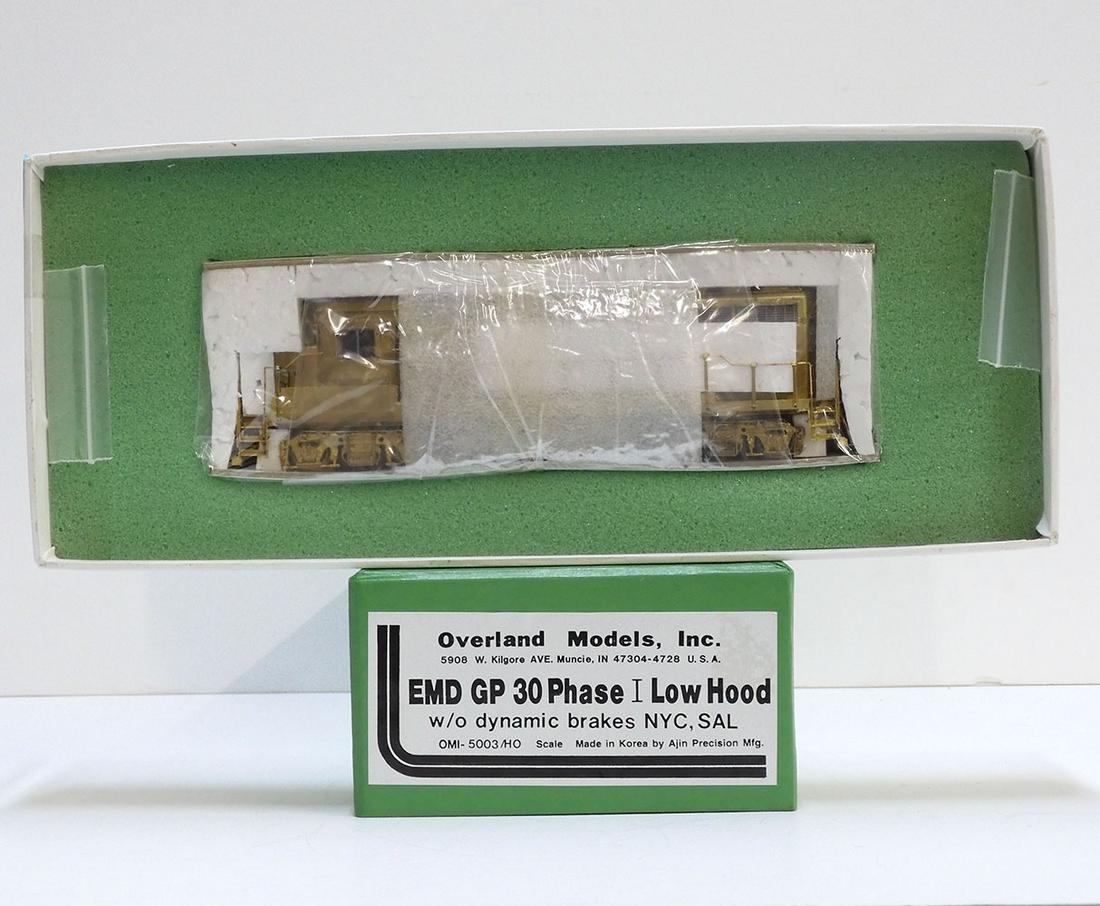 Overland Models, Inc.
5908 W. Kilgore AVE. Muncie, IN 47304-4728 U.S.A.
EMD GP 30 Phase I Low Hood
w/o dynamic brakes NYC, SAL
OMI-5003/HO Scale Made in Korea by Ajin Precision Mfg.